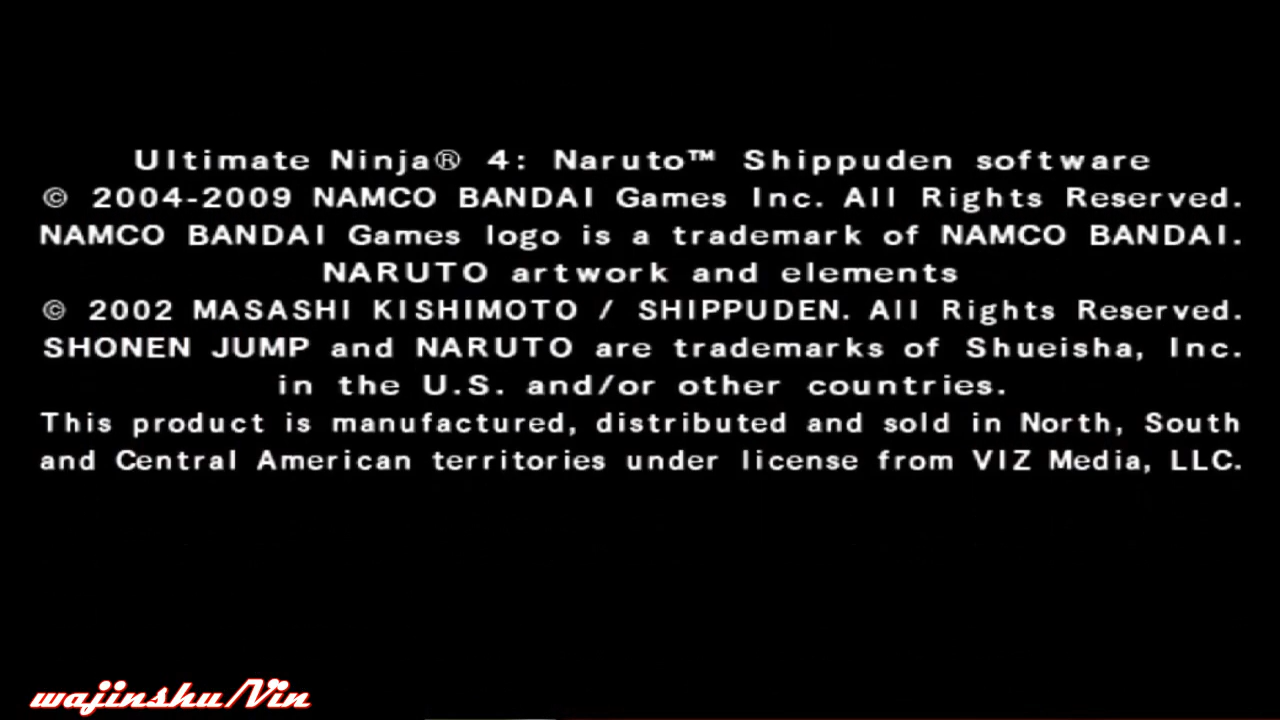 Ultimate Ninja® 4: Naruto™ Shippuden software
© 2004-2009 NAMCO BANDAI Games Inc. All Rights Reserved.
NAMCO BANDAI Games logo is a trademark of NAMCO BANDAI.
NARUTO artwork and elements
© 2002 MASASHI KISHIMOTO / SHIPPUDEN. All Rights Reserved.
SHONEN JUMP and NARUTO are trademarks of Shueisha, Inc.
in the U.S. and/or other countries.
This product is manufactured, distributed and sold in North, South
and Central American territories under license from VIZ Media, LLC.
wajinshu/Vin